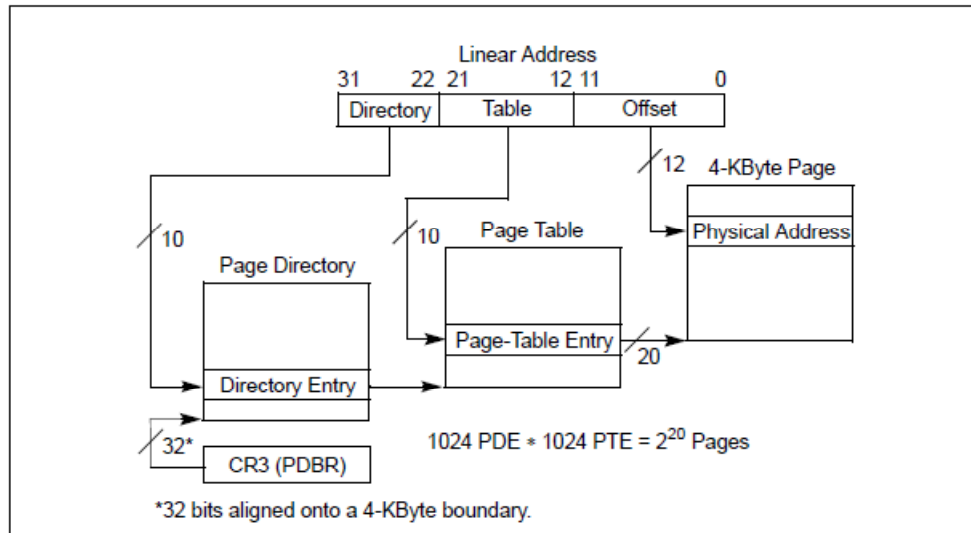 Linear Address
31 22 21 12 11 0
Directory Table Offset
12
4-KByte Page
Physical Address
10
10
Page Table
Page Directory
Page-Table Entry
20
Directory Entry
32*
CR3 (PDBR)
1024 PDE * 1024 PTE = 2²⁰ Pages
*32 bits aligned onto a 4-KByte boundary.